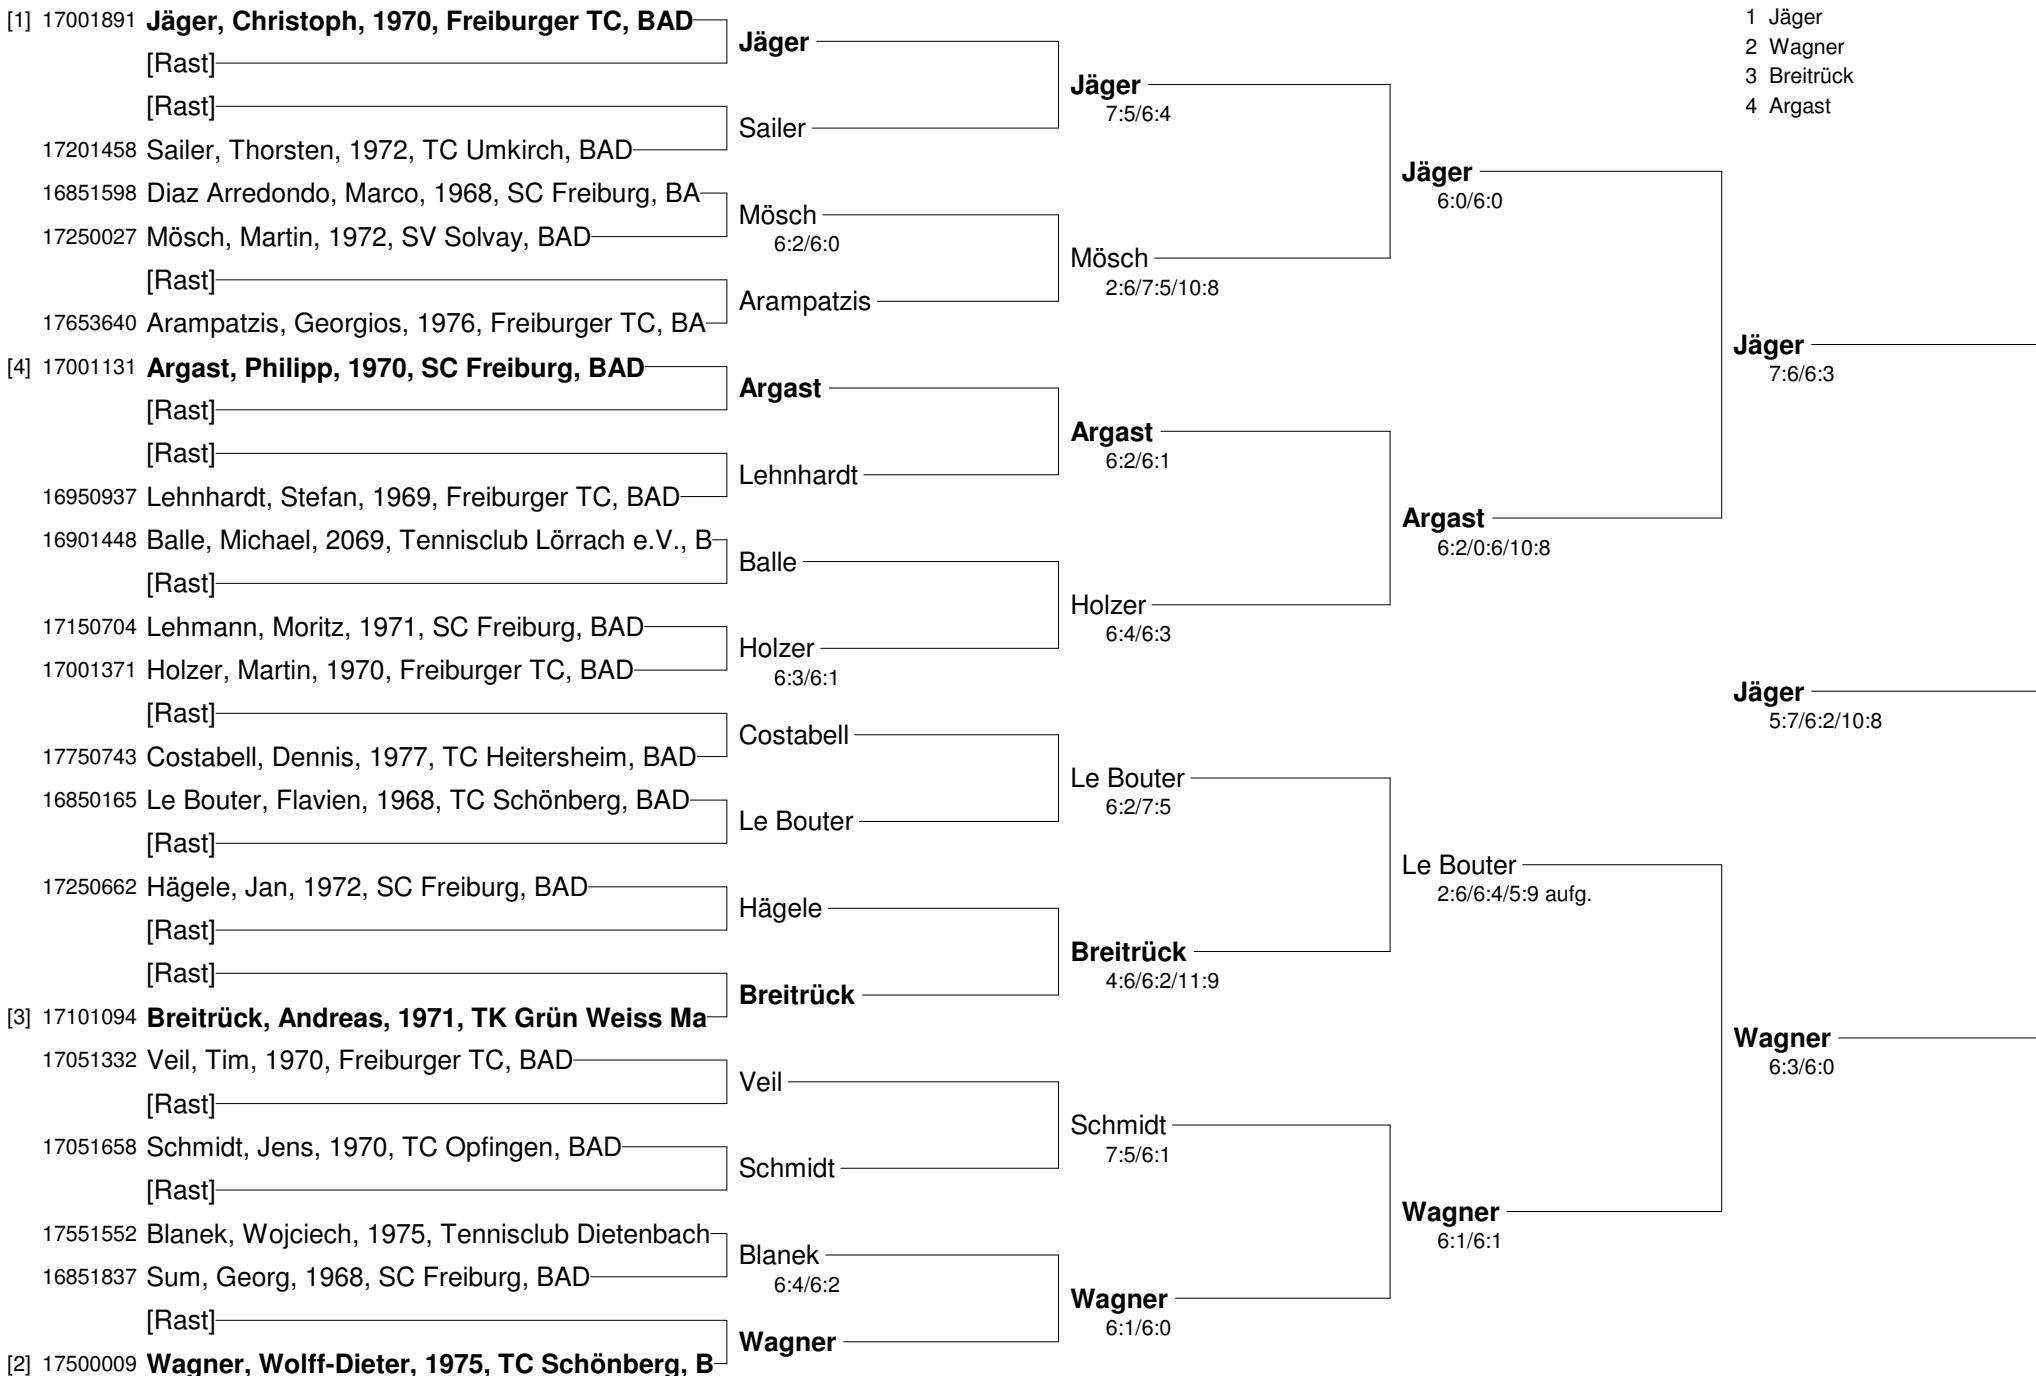 [1] 17001891 Jäger, Christoph, 1970, Freiburger TC, BAD
[Rast]
[Rast]
17201458 Sailer, Thorsten, 1972, TC Umkirch, BAD
16851598 Diaz Arredondo, Marco, 1968, SC Freiburg, BA
17250027 Mösch, Martin, 1972, SV Solvay, BAD
[Rast]
17653640 Arampatzis, Georgios, 1976, Freiburger TC, BA
[4] 17001131 Argast, Philipp, 1970, SC Freiburg, BAD
[Rast]
[Rast]
16950937 Lehnhardt, Stefan, 1969, Freiburger TC, BAD
16901448 Balle, Michael, 2069, Tennisclub Lörrach e.V., B
[Rast]
17150704 Lehmann, Moritz, 1971, SC Freiburg, BAD
17001371 Holzer, Martin, 1970, Freiburger TC, BAD
[Rast]
17750743 Costabell, Dennis, 1977, TC Heitersheim, BAD
16850165 Le Bouter, Flavien, 1968, TC Schönberg, BAD
[Rast]
17250662 Hägele, Jan, 1972, SC Freiburg, BAD
[Rast]
[Rast]
[3] 17101094 Breitrück, Andreas, 1971, TK Grün Weiss Ma
17051332 Veil, Tim, 1970, Freiburger TC, BAD
[Rast]
17051658 Schmidt, Jens, 1970, TC Opfingen, BAD
[Rast]
17551552 Blanek, Wojciech, 1975, Tennisclub Dietenbach
16851837 Sum, Georg, 1968, SC Freiburg, BAD
[Rast]
[2] 17500009 Wagner, Wolff-Dieter, 1975, TC Schönberg, B
Jäger
Sailer
Mösch
6:2/6:0
Arampatzis
Argast
Lehnhardt
Balle
Holzer
6:3/6:1
Costabell
Le Bouter
Hägele
Breitrück
Veil
Schmidt
Blanek
6:4/6:2
Wagner
Jäger
7:5/6:4
Mösch
2:6/7:5/10:8
Argast
6:2/6:1
Holzer
6:4/6:3
Le Bouter
6:2/7:5
Breitrück
4:6/6:2/11:9
Schmidt
7:5/6:1
Wagner
6:1/6:0
Jäger
6:0/6:0
Argast
6:2/0:6/10:8
Le Bouter
2:6/6:4/5:9 aufg.
Wagner
6:1/6:1
1 Jäger
2 Wagner
3 Breitrück
4 Argast
Jäger
7:6/6:3
Jäger
5:7/6:2/10:8
Wagner
6:3/6:0